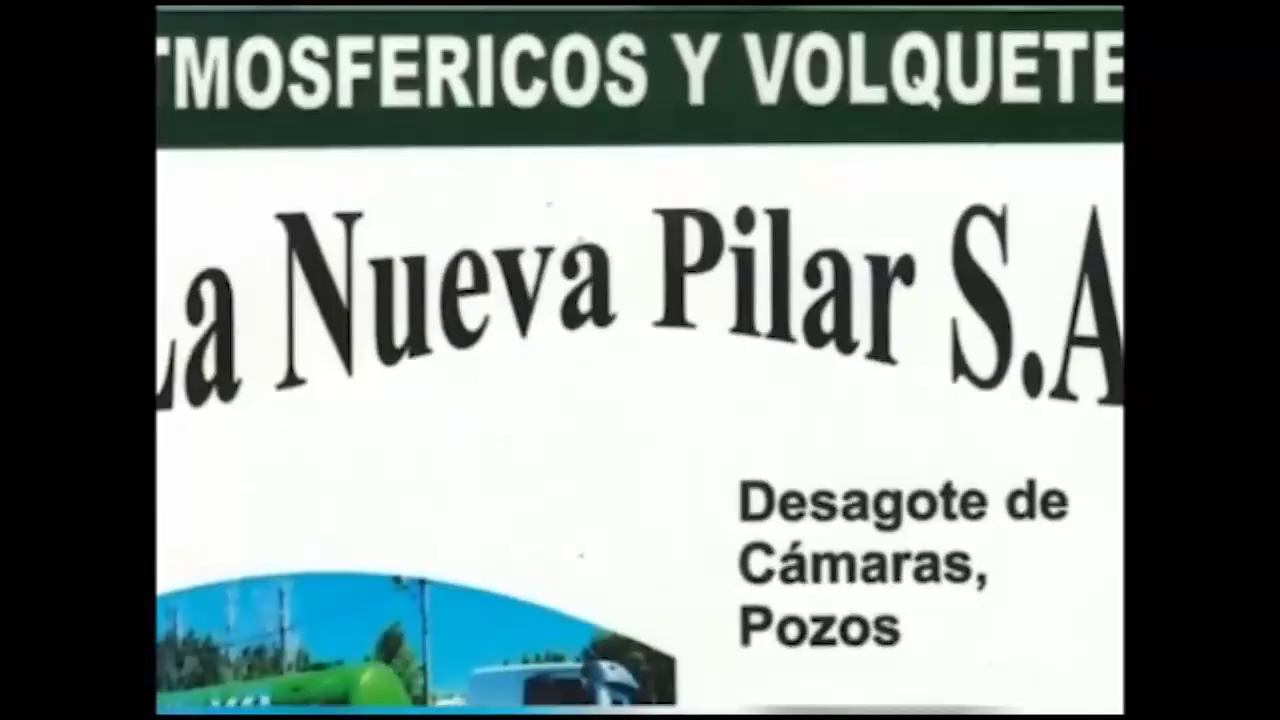 TMOSFERICOS Y VOLQUETE
La Nueva Pilar S.A
Desagote de
Cámaras,
Pozos